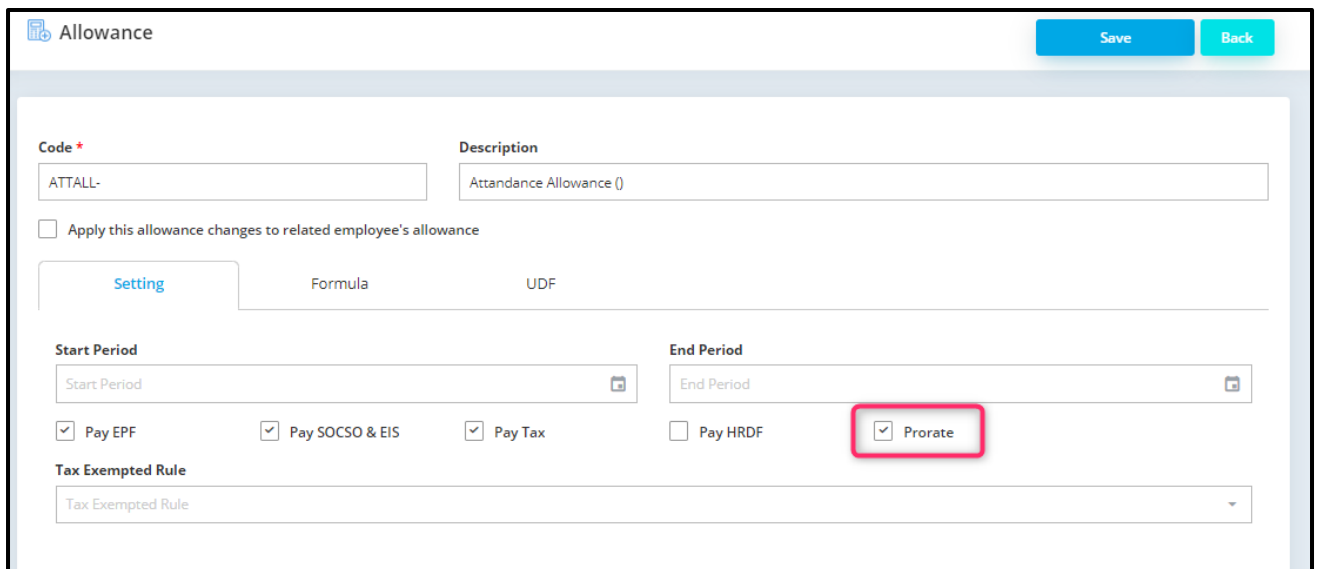 Allowance
Save
Back
Code *
Description
ATTALL-
Attandance Allowance ()
Apply this allowance changes to related employee's allowance
Setting
Formula
UDF
Start Period
End Period
Start Period
End Period
Pay EPF
Pay SOCSO & EIS
Pay Tax
Pay HRDF
Prorate
Tax Exempted Rule
Tax Exempted Rule